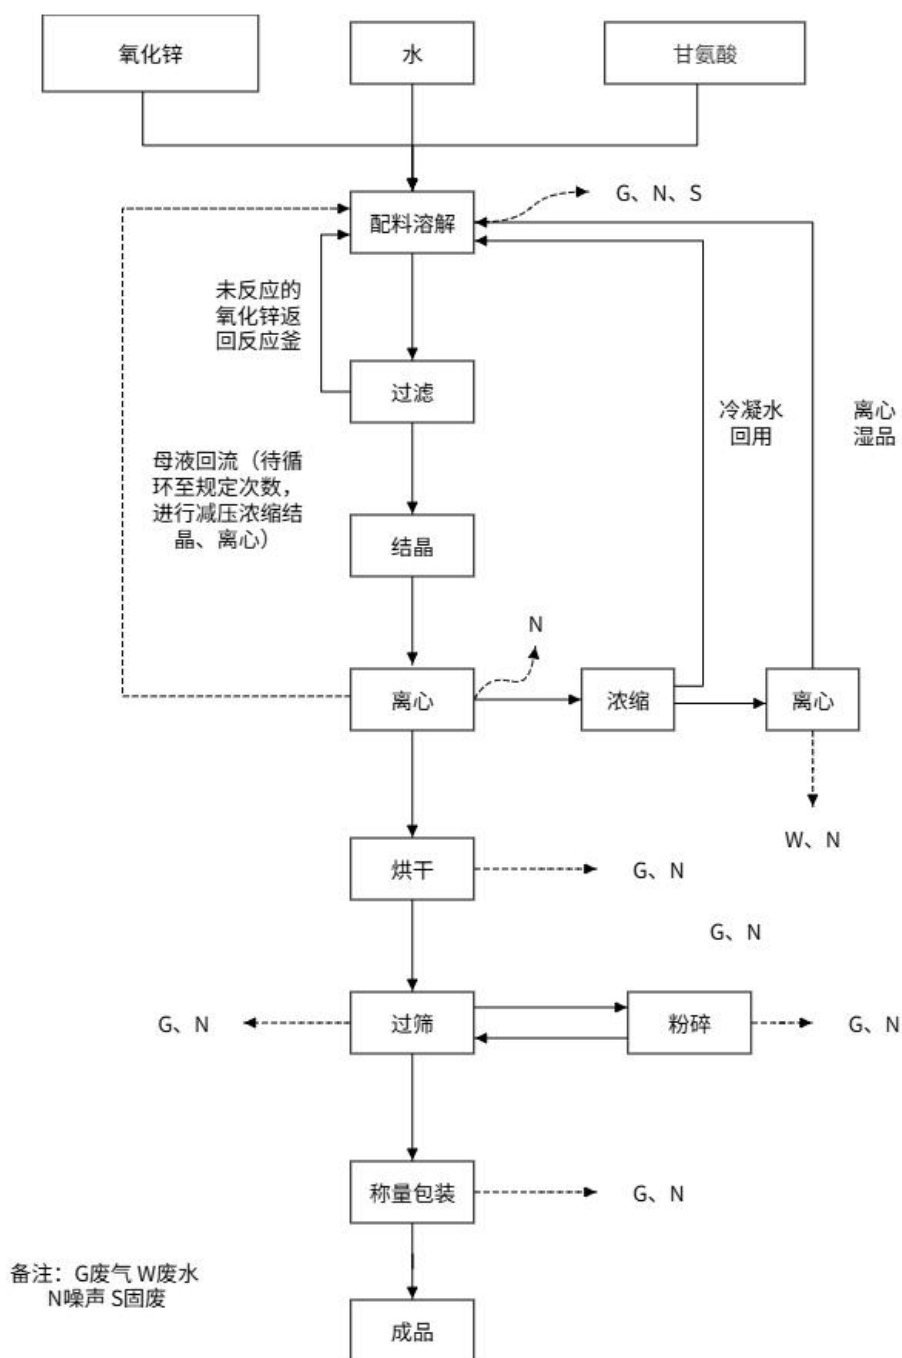 氧化锌
水
甘氨酸
G、N、S
配料溶解
未反应的
氧化锌返
回反应釜
过滤
冷凝水
回用
离心
湿品
母液回流（待循
环至规定次数，
进行减压浓缩结
晶、离心）
结晶
N
离心
浓缩
离心
W、N
烘干
G、N
G、N
G、N
过筛
粉碎
G、N
称量包装
G、N
备注：G废气 W废水
N噪声 S固废
成品